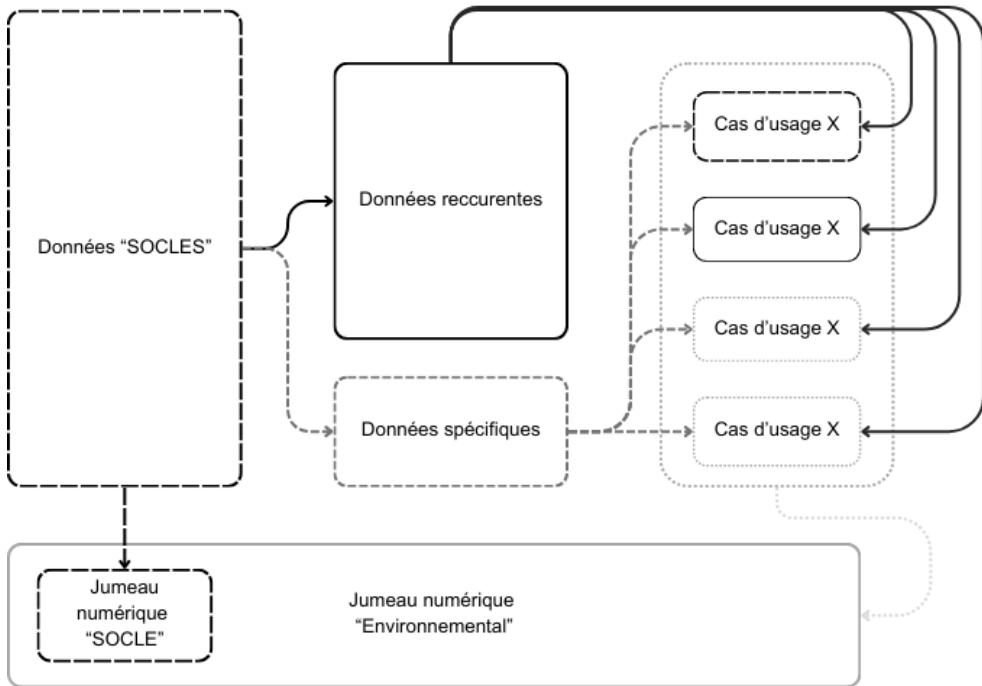 Données “SOCLES”
Données reccurentes
Données spécifiques
Cas d’usage X
Cas d’usage X
Cas d’usage X
Cas d’usage X
Jumeau
numérique
“SOCLE”
Jumeau numérique
“Environnemental”